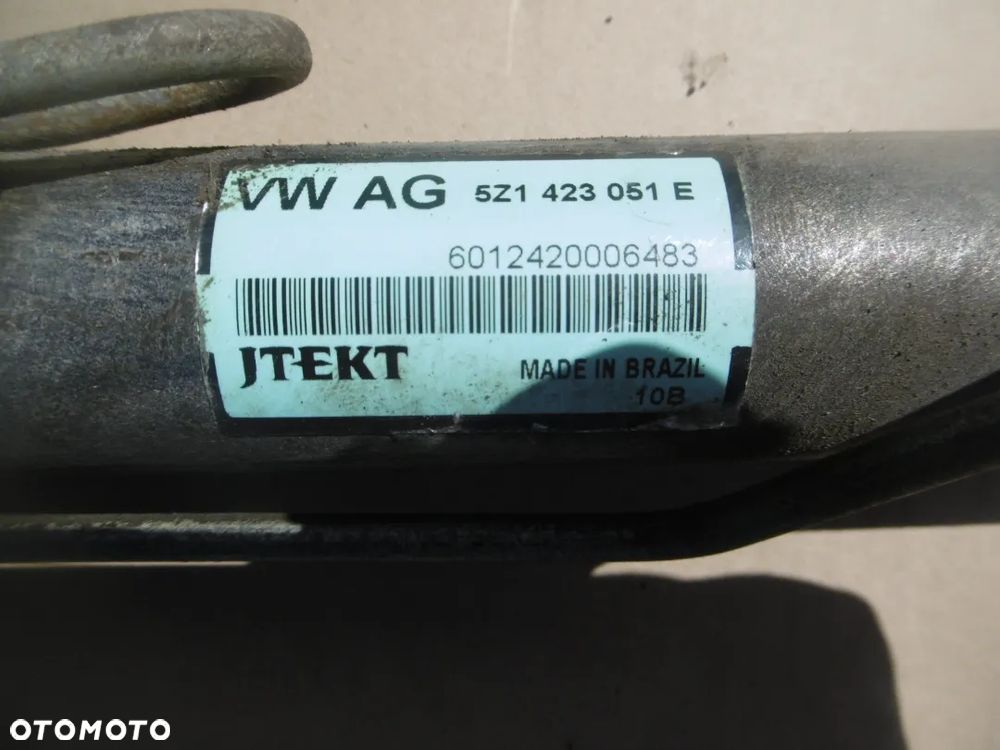 VW AG 5Z1 423 051 E
6012420006483
JTEKT MADE IN BRAZIL
10B
OTOMOTO